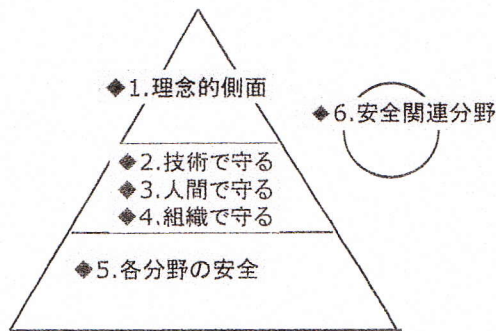 ◆1.理念的側面
◆6.安全関連分野
◆2.技術で守る
◆3.人間で守る
◆4.組織で守る
◆5.各分野の安全